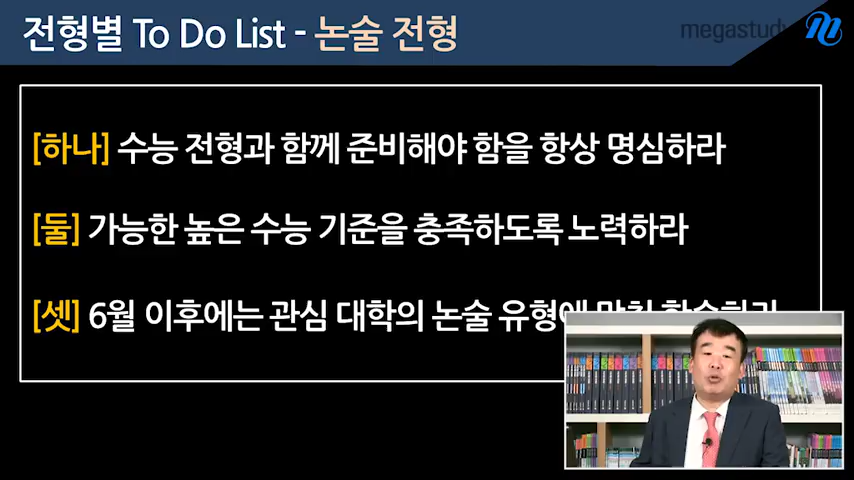 전형별 To Do List - 논술 전형
megastudy
[하나] 수능 전형과 함께 준비해야 함을 항상 명심하라
[둘] 가능한 높은 수능 기준을 충족하도록 노력하라
[셋] 6월 이후에는 관심 대학의 논술 유형에